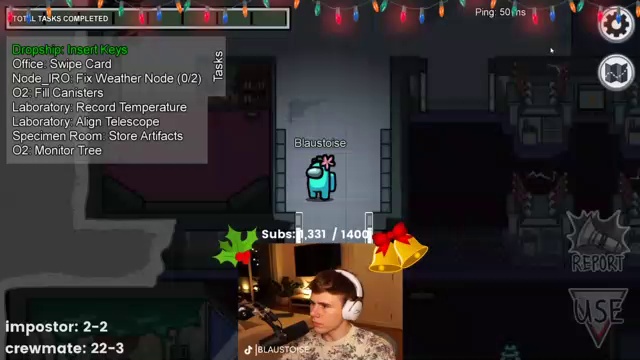 TOTAL TASKS COMPLETED
Ping: 50 ms
Tasks
Dropship: Insert Keys
Office: Swipe Card
Node_IRO: Fix Weather Node (0/2)
O2: Fill Canisters
Laboratory: Record Temperature
Laboratory: Align Telescope
Specimen Room: Store Artifacts
O2: Monitor Tree
Blaustoise
Subs: 1,331 / 1400
REPORT
USE
impostor: 2-2
crewmate: 22-3
BLAUSTOISE